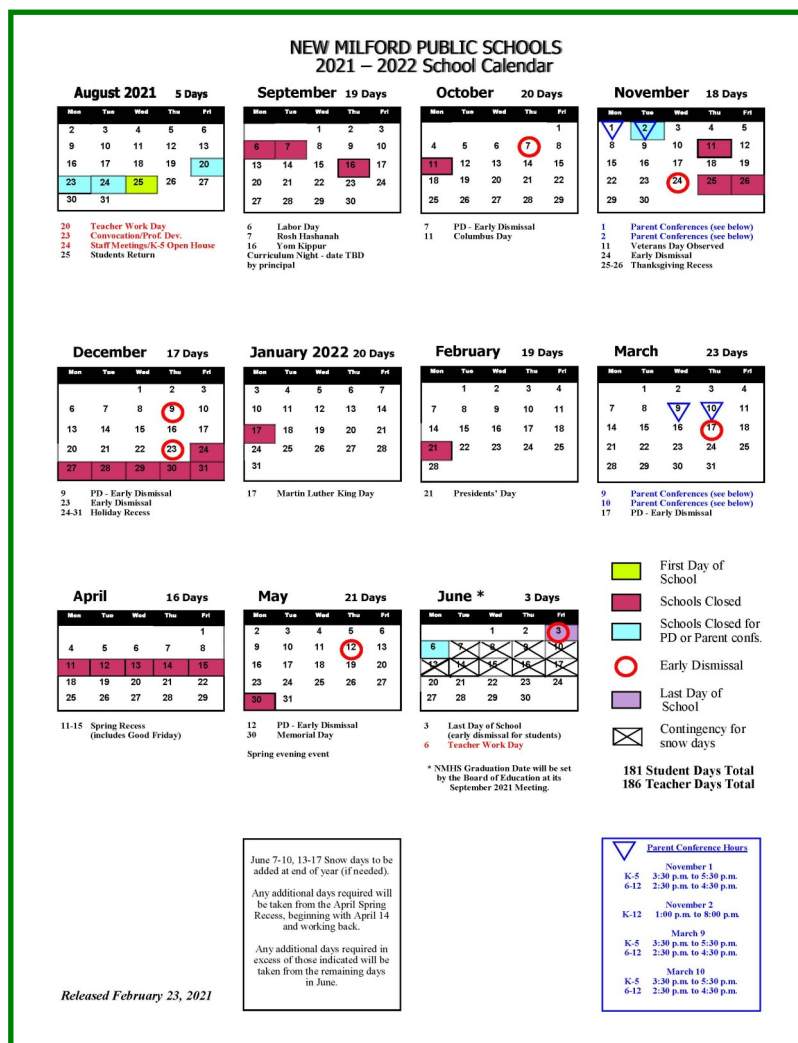 NEW MILFORD PUBLIC SCHOOLS
2021 – 2022 School Calendar
August 2021 5 Days
Mon Tue Wed Thu Fri
2 3 4 5 6
9 10 11 12 13
16 17 18 19 20
23 24 25 26 27
30 31
20 Teacher Work Day
23 Convocation/Prof. Dev.
24 Staff Meetings/K-5 Open House
25 Students Return
September 19 Days
Mon Tue Wed Thu Fri
1 2 3
6 7 8 9 10
13 14 15 16 17
20 21 22 23 24
27 28 29 30
6 Labor Day
7 Rosh Hashanah
16 Yom Kippur
Curriculum Night - date TBD
by principal
October 20 Days
Mon Tue Wed Thu Fri
1
4 5 6 7 8
11 12 13 14 15
18 19 20 21 22
25 26 27 28 29
7 PD - Early Dismissal
11 Columbus Day
November 18 Days
Mon Tue Wed Thu Fri
1 2 3 4 5
8 9 10 11 12
15 16 17 18 19
22 23 24 25 26
29 30
1 Parent Conferences (see below)
2 Parent Conferences (see below)
11 Veterans Day Observed
24 Early Dismissal
25-26 Thanksgiving Recess
December 17 Days
Mon Tue Wed Thu Fri
1 2 3
6 7 8 9 10
13 14 15 16 17
20 21 22 23 24
27 28 29 30 31
9 PD - Early Dismissal
23 Early Dismissal
24-31 Holiday Recess
January 2022 20 Days
Mon Tue Wed Thu Fri
3 4 5 6 7
10 11 12 13 14
17 18 19 20 21
24 25 26 27 28
31
17 Martin Luther King Day
February 19 Days
Mon Tue Wed Thu Fri
1 2 3 4
7 8 9 10 11
14 15 16 17 18
21 22 23 24 25
28
21 Presidents' Day
March 23 Days
Mon Tue Wed Thu Fri
1 2 3 4
7 8 9 10 11
14 15 16 17 18
21 22 23 24 25
28 29 30 31
9 Parent Conferences (see below)
10 Parent Conferences (see below)
17 PD - Early Dismissal
April 16 Days
Mon Tue Wed Thu Fri
1
4 5 6 7 8
11 12 13 14 15
18 19 20 21 22
25 26 27 28 29
11-15 Spring Recess
(includes Good Friday)
May 21 Days
Mon Tue Wed Thu Fri
2 3 4 5 6
9 10 11 12 13
16 17 18 19 20
23 24 25 26 27
30 31
12 PD - Early Dismissal
30 Memorial Day
Spring evening event
June * 3 Days
Mon Tue Wed Thu Fri
1 2 3
6 7 8 9 10
13 14 15 16 17
20 21 22 23 24
27 28 29 30
3 Last Day of School
(early dismissal for students)
6 Teacher Work Day
* NMHS Graduation Date will be set
by the Board of Education at its
September 2021 Meeting.
First Day of
School
Schools Closed
Schools Closed for
PD or Parent confs.
Early Dismissal
Last Day of
School
Contingency for
snow days
181 Student Days Total
186 Teacher Days Total
June 7-10, 13-17 Snow days to be
added at end of year (if needed).
Any additional days required will
be taken from the April Spring
Recess, beginning with April 14
and working back.
Any additional days required in
excess of those indicated will be
taken from the remaining days
in June.
Parent Conference Hours
November 1
K-5 3:30 p.m. to 5:30 p.m.
6-12 2:30 p.m. to 4:30 p.m.
November 2
K-12 1:00 p.m. to 8:00 p.m.
March 9
K-5 3:30 p.m. to 5:30 p.m.
6-12 2:30 p.m. to 4:30 p.m.
March 10
K-5 3:30 p.m. to 5:30 p.m.
6-12 2:30 p.m. to 4:30 p.m.
Released February 23, 2021